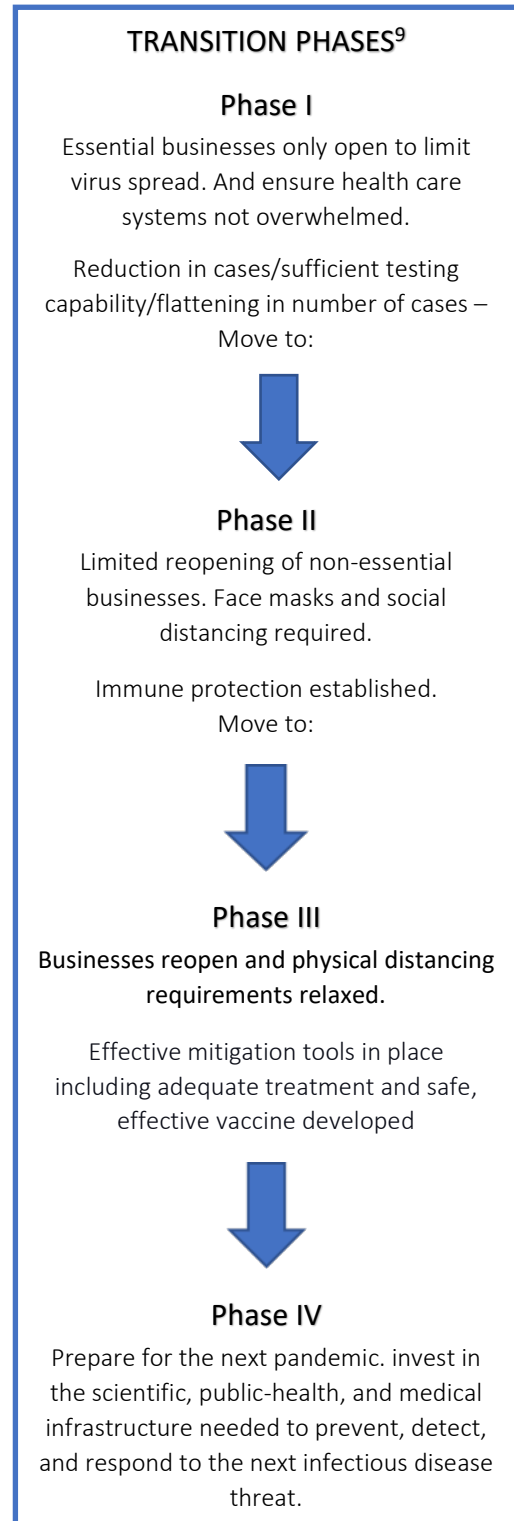 TRANSITION PHASES⁹
Phase I
Essential businesses only open to limit
virus spread. And ensure health care
systems not overwhelmed.
Reduction in cases/sufficient testing
capability/flattening in number of cases –
Move to:
Phase II
Limited reopening of non-essential
businesses. Face masks and social
distancing required.
Immune protection established.
Move to:
Phase III
Businesses reopen and physical distancing
requirements relaxed.
Effective mitigation tools in place
including adequate treatment and safe,
effective vaccine developed
Phase IV
Prepare for the next pandemic. invest in
the scientific, public-health, and medical
infrastructure needed to prevent, detect,
and respond to the next infectious disease
threat.